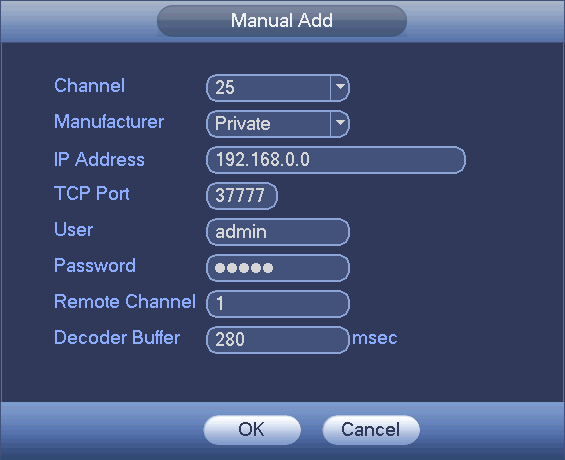 Manual Add
Channel 25
Manufacturer Private
IP Address 192.168.0.0
TCP Port 37777
User admin
Password ●●●●●
Remote Channel 1
Decoder Buffer 280 msec
OK Cancel